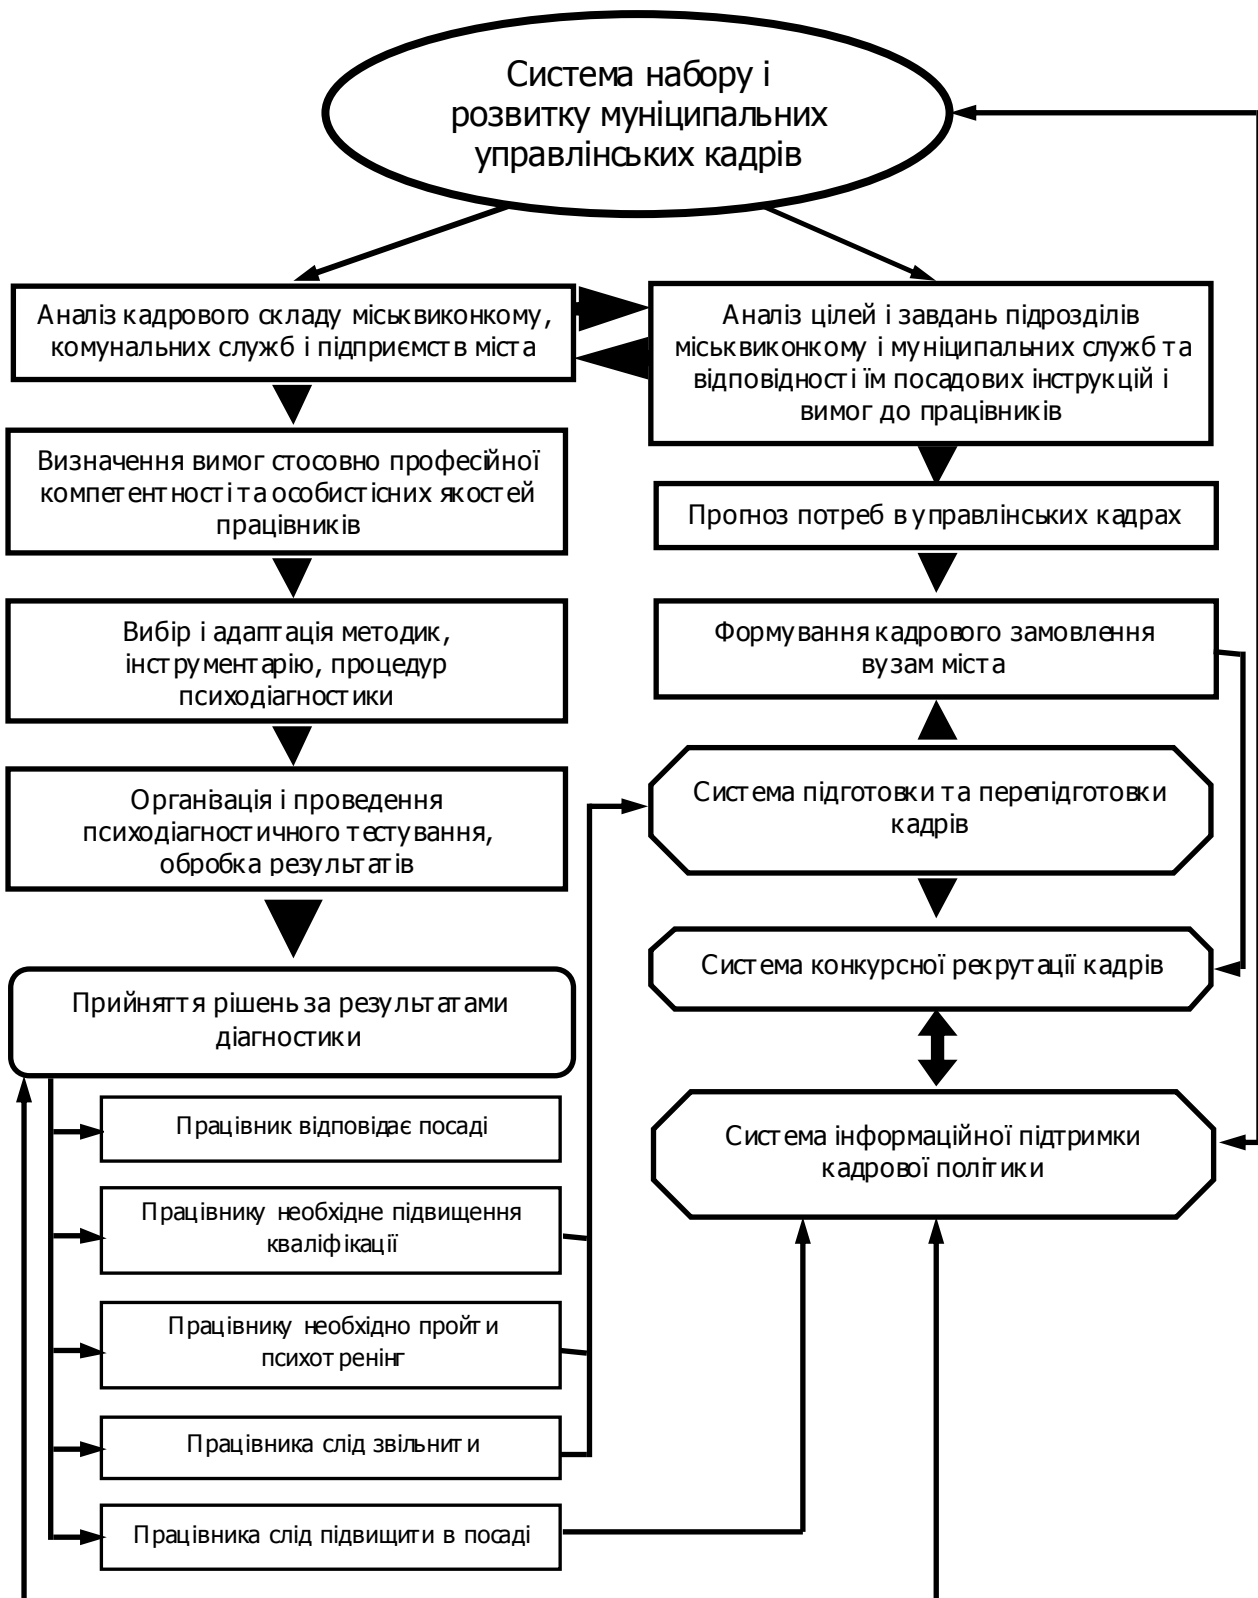 Система набору і
розвитку муніципальних
управлінських кадрів
Аналіз кадрового складу міськвиконкому,
комунальних служб і підприємств міста
Аналіз цілей і завдань підрозділів
міськвиконкому і муніципальних служб та
відповідності їм посадових інструкцій і
вимог до працівників
Визначення вимог стосовно професійної
компетентності та особистісних якостей
працівників
Прогноз потреб в управлінських кадрах
Вибір і адаптація методик,
інструментарію, процедур
психодіагностики
Формування кадрового замовлення
вузам міста
Організація і проведення
психодіагностичного тестування,
обробка результатів
Система підготовки та перепідготовки
кадрів
Система конкурсної рекрутації кадрів
Прийняття рішень за результатами
діагностики
Працівник відповідає посаді
Система інформаційної підтримки
кадрової політики
Працівнику необхідне підвищення
кваліфікації
Працівнику необхідно пройти
психотренінг
Працівника слід звільнити
Працівника слід підвищити в посаді